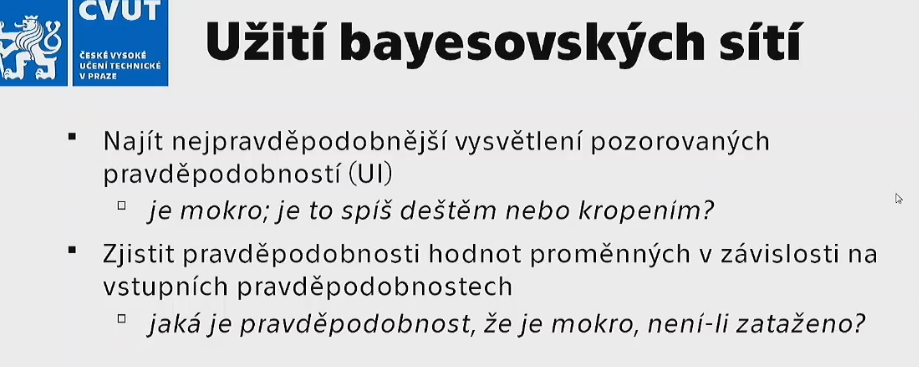 ČVUT
ČESKÉ VYSOKÉ
UČENÍ TECHNICKÉ
V PRAZE
Užití bayesovských sítí
Najít nejpravděpodobnější vysvětlení pozorovaných
pravděpodobností (UI)
je mokro; je to spíš deštěm nebo kropením?
Zjistit pravděpodobnosti hodnot proměnných v závislosti na
vstupních pravděpodobnostech
jaká je pravděpodobnost, že je mokro, není-li zataženo?